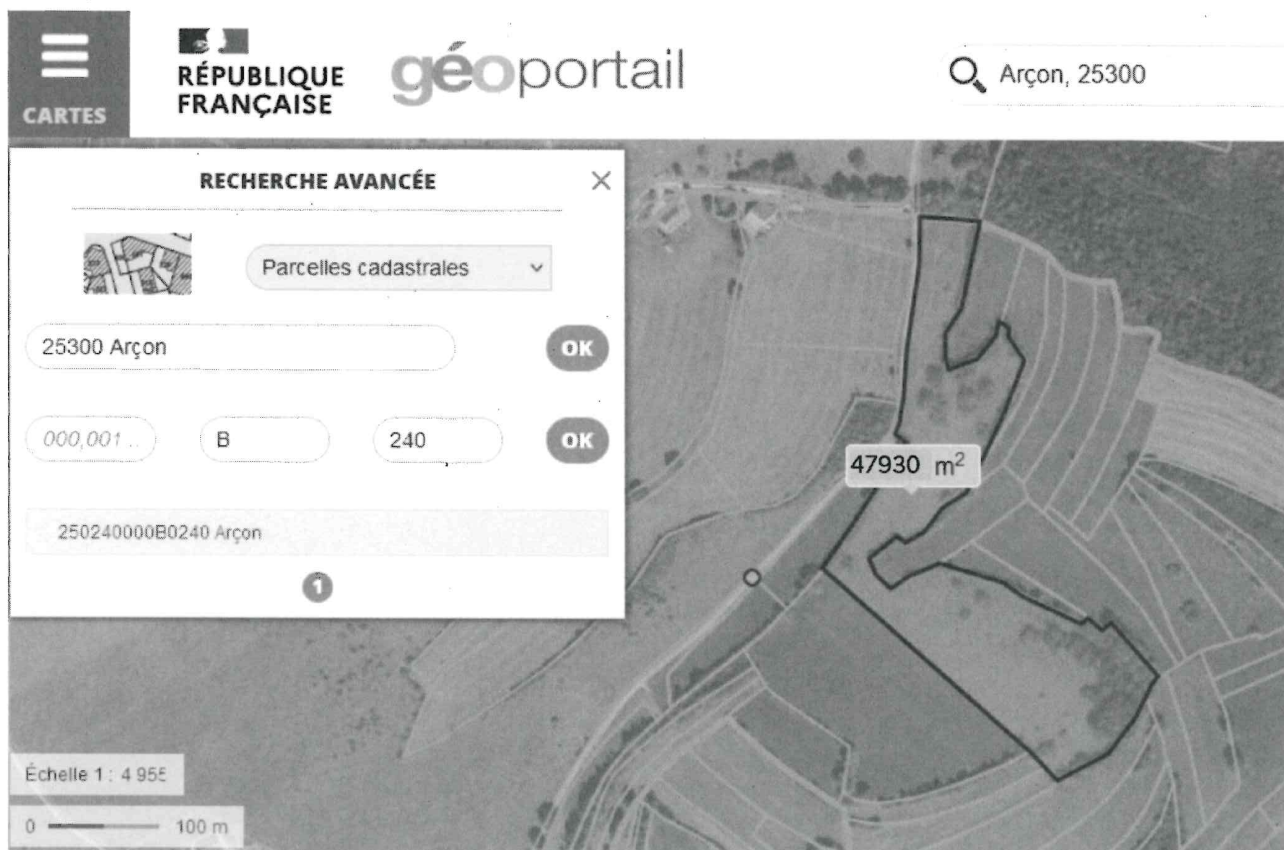 CARTES
RÉPUBLIQUE
FRANÇAISE
géoportail
Arçon, 25300
RECHERCHE AVANCÉE
Parcelles cadastrales
25300 Arçon
OK
000,001 ..
B
240
OK
250240000B0240 Arçon
1
47930 m²
Échelle 1 : 4 955
0
100 m